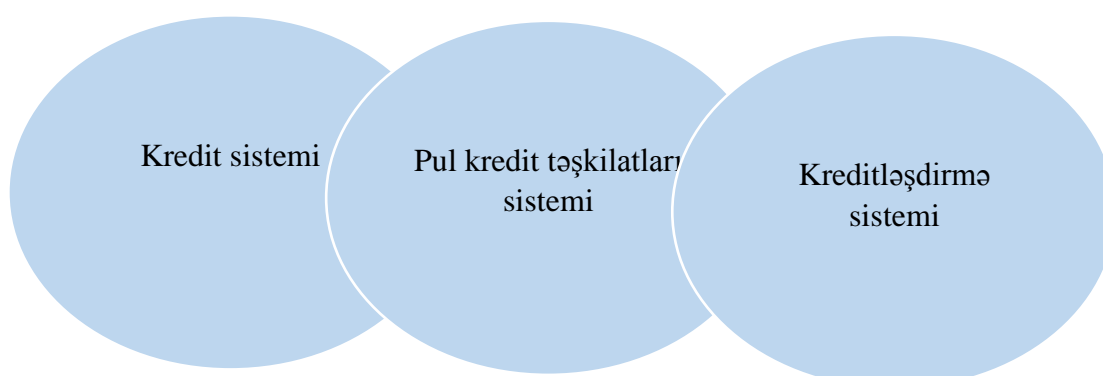 Kredit sistemi
Pul kredit təşkilatları
sistemi
Kreditləşdirmə
sistemi